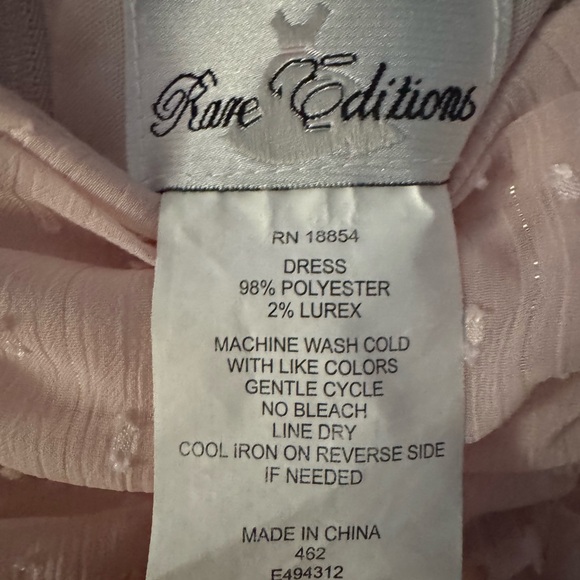 Rare Editions
RN 18854
DRESS
98% POLYESTER
2% LUREX
MACHINE WASH COLD
WITH LIKE COLORS
GENTLE CYCLE
NO BLEACH
LINE DRY
COOL IRON ON REVERSE SIDE
IF NEEDED
MADE IN CHINA
462
E494312